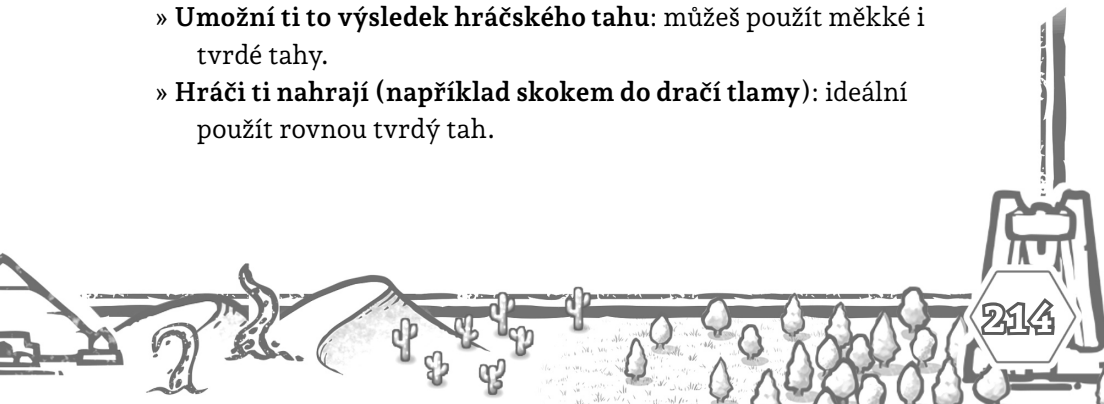 » Umožní ti to výsledek hráčského tahu: můžeš použít měkké i
tvrdé tahy.
» Hráči ti nahrají (například skokem do dračí tlamy): ideální
použít rovnou tvrdý tah.
214